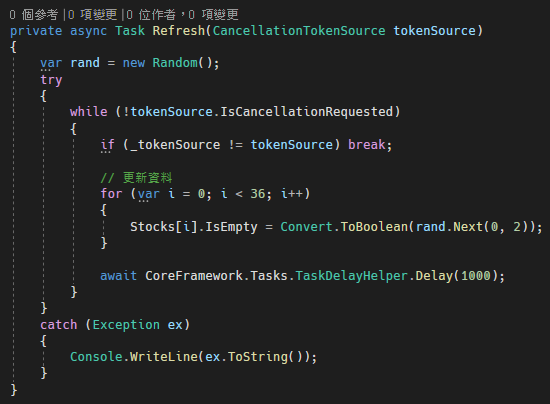 0 個參考|0 項變更|0 位作者，0 項變更
private async Task Refresh(CancellationTokenSource tokenSource)
{
    var rand = new Random();
    try
    {
        while (!tokenSource.IsCancellationRequested)
        {
            if (_tokenSource != tokenSource) break;

            // 更新資料
            for (var i = 0; i < 36; i++)
            {
                Stocks[i].IsEmpty = Convert.ToBoolean(rand.Next(0, 2));
            }

            await CoreFramework.Tasks.TaskDelayHelper.Delay(1000);
        }
    }
    catch (Exception ex)
    {
        Console.WriteLine(ex.ToString());
    }
}